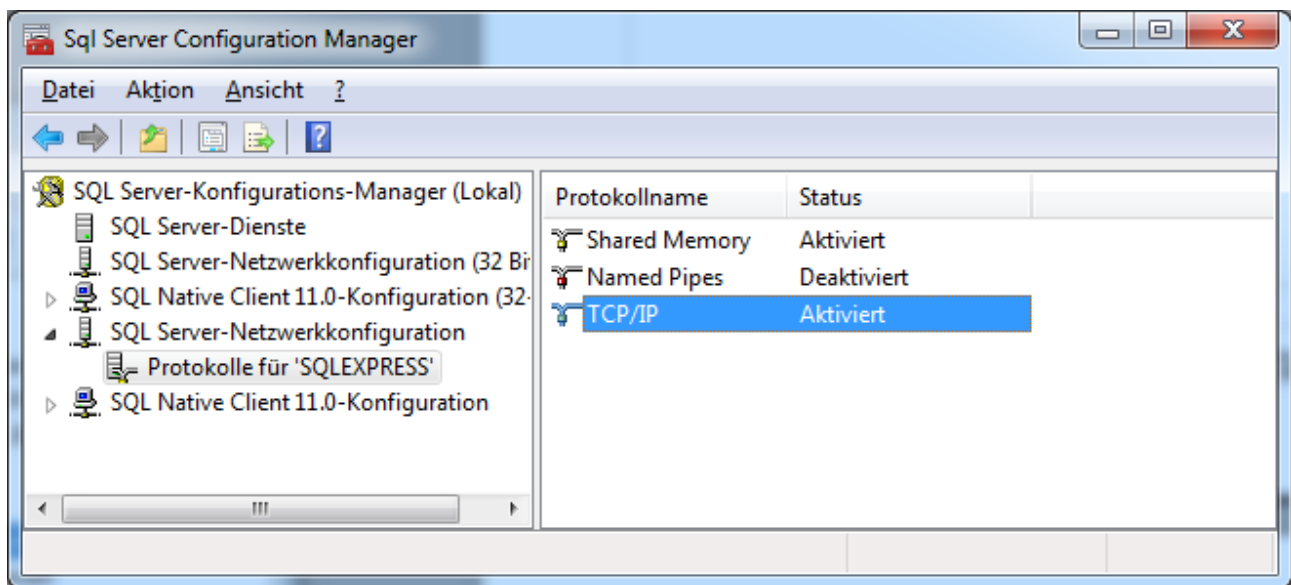 Sql Server Configuration Manager
Datei Aktion Ansicht ?
SQL Server-Konfigurations-Manager (Lokal)
SQL Server-Dienste
SQL Server-Netzwerkkonfiguration (32 Bi
SQL Native Client 11.0-Konfiguration (32-
SQL Server-Netzwerkkonfiguration
Protokolle für 'SQLEXPRESS'
SQL Native Client 11.0-Konfiguration
Protokollname Status
Shared Memory Aktiviert
Named Pipes Deaktiviert
TCP/IP Aktiviert